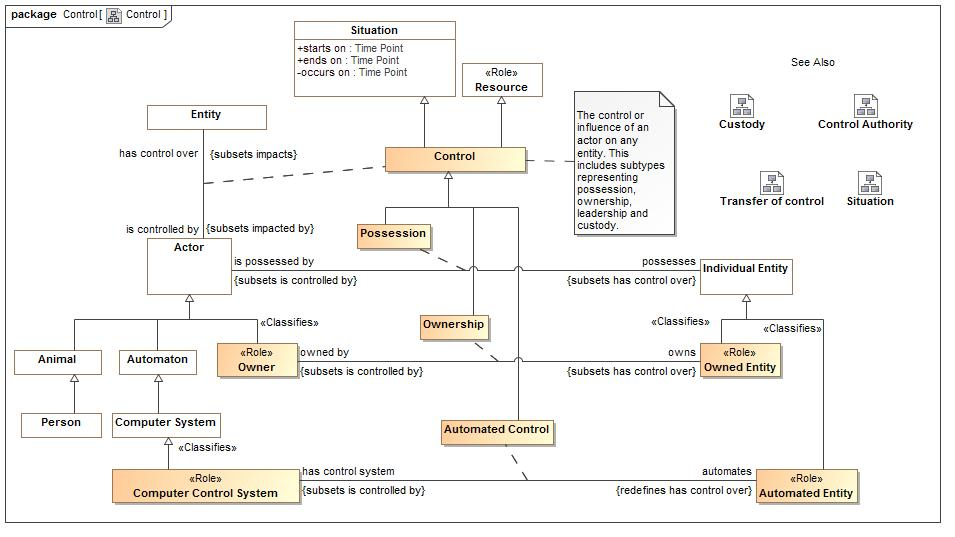 package Control[ Control ]
Situation
+starts on : Time Point
+ends on : Time Point
-occurs on : Time Point
«Role»
Resource
See Also
Custody
Control Authority
Transfer of control
Situation
The control or
influence of an
actor on any
entity. This
includes subtypes
representing
possession,
ownership,
leadership and
custody.
Entity
has control over
{subsets impacts}
Control
is controlled by
{subsets impacted by}
Actor
Possession
is possessed by
{subsets is controlled by}
possesses
{subsets has control over}
Individual Entity
«Classifies»
«Classifies»
«Classifies»
Ownership
Animal
Automaton
«Role»
Owner
owned by
{subsets is controlled by}
owns
{subsets has control over}
«Role»
Owned Entity
Person
Computer System
Automated Control
«Classifies»
«Role»
Computer Control System
has control system
{subsets is controlled by}
automates
{redefines has control over}
«Role»
Automated Entity